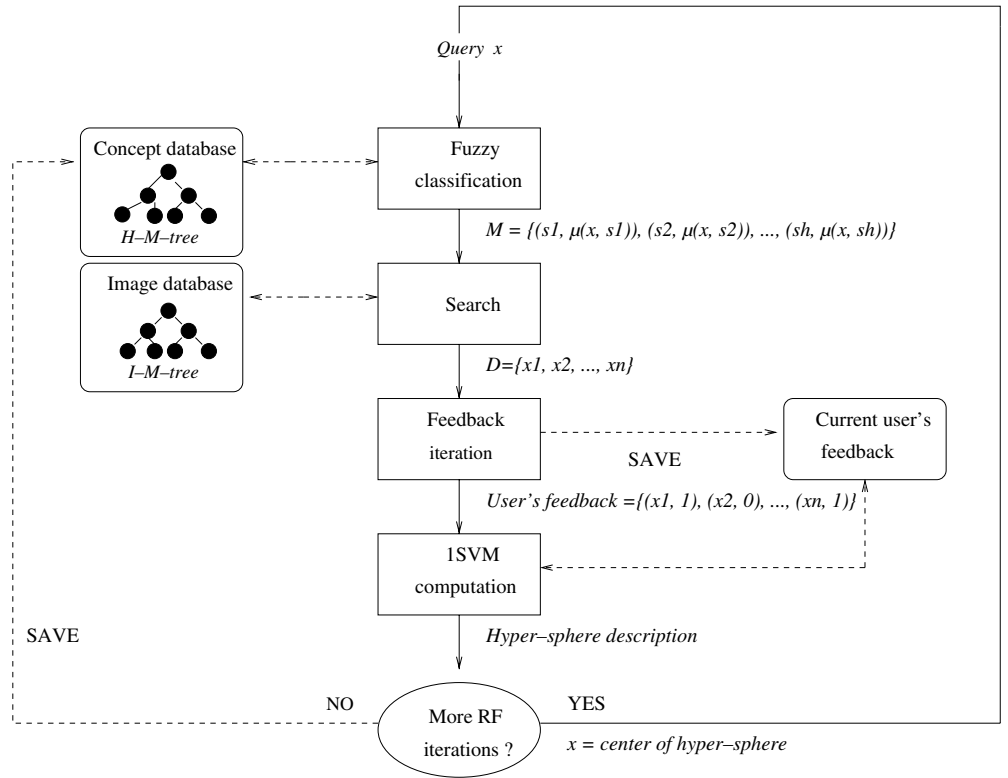 Query x
Concept database
H–M–tree
Fuzzy
classification
M = {(s1, μ(x, s1)), (s2, μ(x, s2)), ..., (sh, μ(x, sh))}
Image database
I–M–tree
Search
D={x1, x2, ..., xn}
Feedback
iteration
SAVE
Current user's
feedback
User's feedback ={(x1, 1), (x2, 0), ..., (xn, 1)}
1SVM
computation
SAVE
Hyper–sphere description
NO
YES
More RF
iterations ?
x = center of hyper–sphere